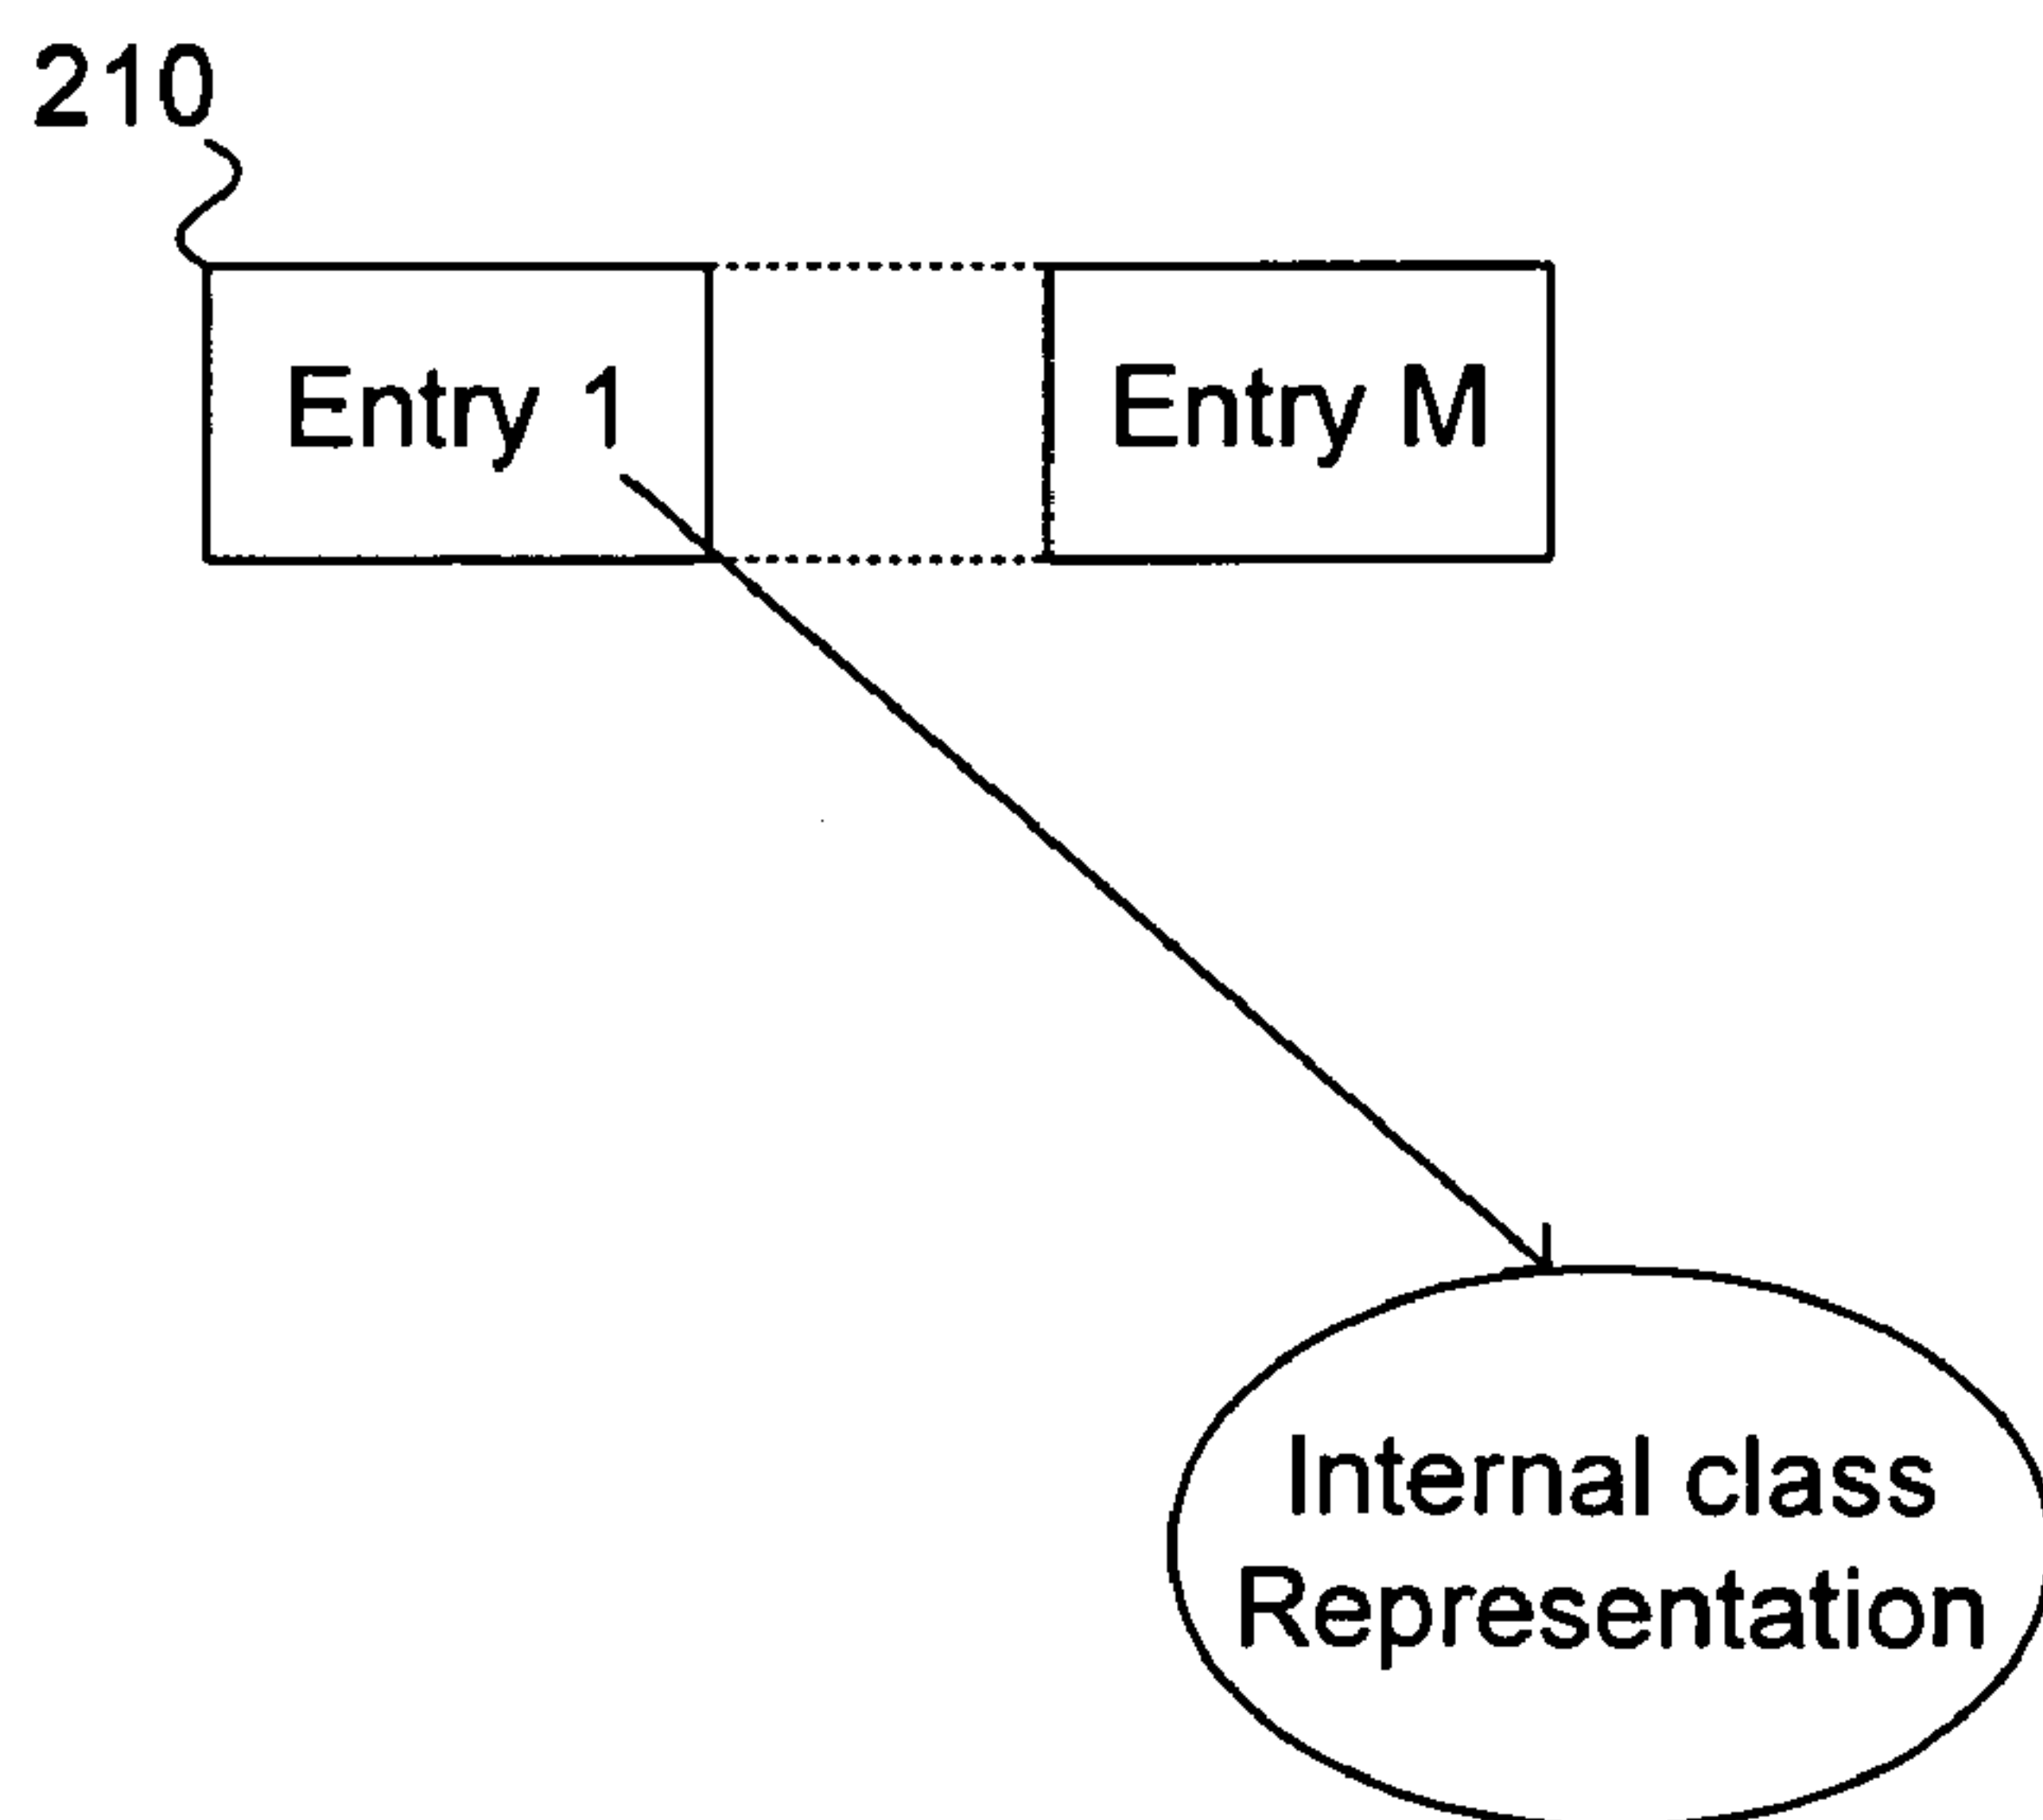 210
Entry 1
Entry M
Internal class
Representation